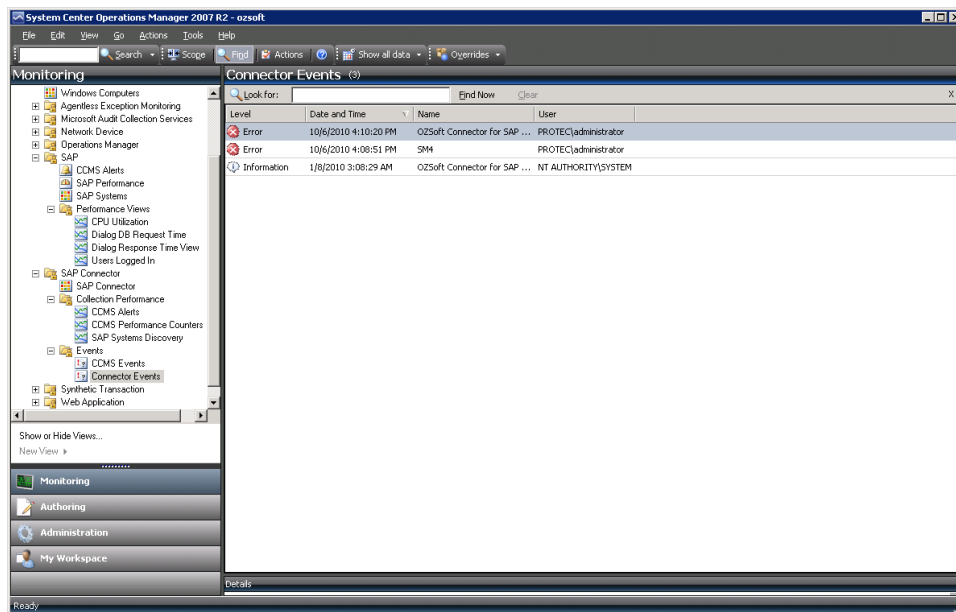 System Center Operations Manager 2007 R2 - ozsoft
File Edit View Go Actions Tools Help
Search Scope Find Actions Show all data Overrides
Monitoring
Windows Computers
Agentless Exception Monitoring
Microsoft Audit Collection Services
Network Device
Operations Manager
SAP
CCMS Alerts
SAP Performance
SAP Systems
Performance Views
CPU Utilization
Dialog DB Request Time
Dialog Response Time View
Users Logged In
SAP Connector
SAP Connector
Collection Performance
CCMS Alerts
CCMS Performance Counters
SAP Systems Discovery
Events
CCMS Events
Connector Events
Synthetic Transaction
Web Application
Show or Hide Views...
New View
Monitoring
Authoring
Administration
My Workspace
Connector Events (3)
Look for: Find Now Clear X
Level Date and Time Name User
Error 10/6/2010 4:10:20 PM OZSoft Connector for SAP ... PROTEC\administrator
Error 10/6/2010 4:08:51 PM SM4 PROTEC\administrator
Information 1/8/2010 3:08:29 AM OZSoft Connector for SAP ... NT AUTHORITY\SYSTEM
Details
Ready